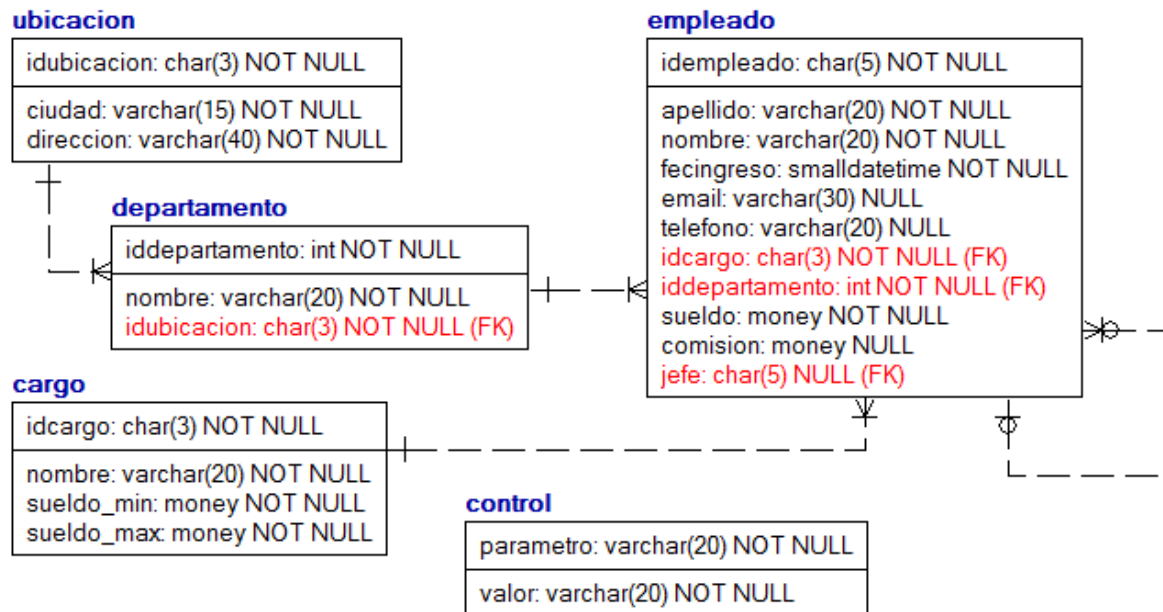 ubicacion
idubicacion: char(3) NOT NULL
ciudad: varchar(15) NOT NULL
direccion: varchar(40) NOT NULL
departamento
iddepartamento: int NOT NULL
nombre: varchar(20) NOT NULL
idubicacion: char(3) NOT NULL (FK)
cargo
idcargo: char(3) NOT NULL
nombre: varchar(20) NOT NULL
sueldo_min: money NOT NULL
sueldo_max: money NOT NULL
empleado
idempleado: char(5) NOT NULL
apellido: varchar(20) NOT NULL
nombre: varchar(20) NOT NULL
fecingreso: smalldatetime NOT NULL
email: varchar(30) NULL
telefono: varchar(20) NULL
idcargo: char(3) NOT NULL (FK)
iddepartamento: int NOT NULL (FK)
sueldo: money NOT NULL
comision: money NULL
jefe: char(5) NULL (FK)
control
parametro: varchar(20) NOT NULL
valor: varchar(20) NOT NULL